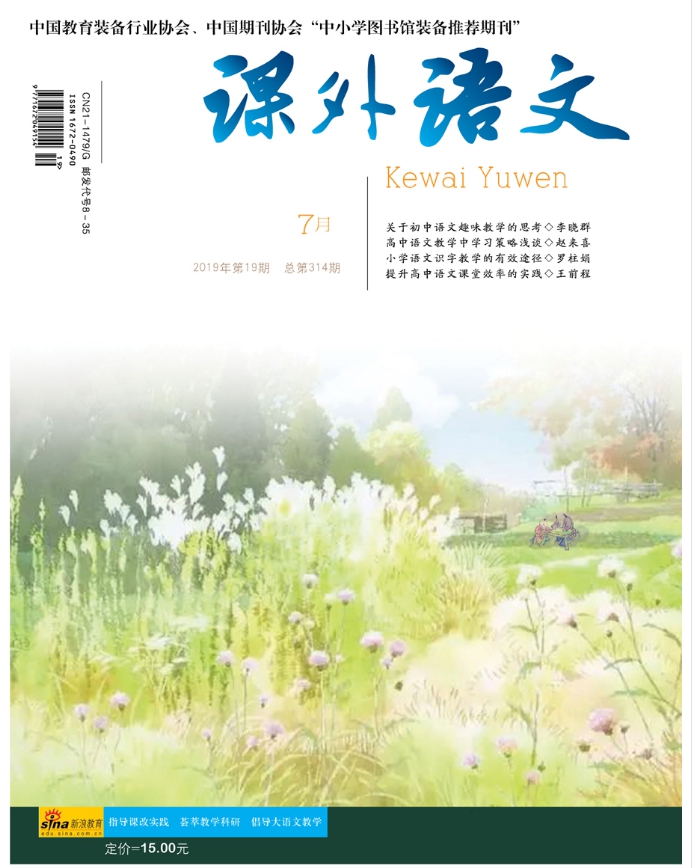 中国教育装备行业协会、中国期刊协会“中小学图书馆装备推荐期刊”
课外语文
Kewai Yuwen
CN21-1479/G 邮发代号8-35
ISSN 1672-0490
9771672049154
19>
7月
2019年第19期 总第314期
关于初中语文趣味教学的思考◇李晓群
高中语文教学中学习策略浅谈◇赵来喜
小学语文识字教学的有效途径◇罗柱娟
提升高中语文课堂效率的实践◇王前程
sina 新浪教育
edu.sina.com.cn
指导课改实践 荟萃教学科研 倡导大语文教学
定价=15.00元